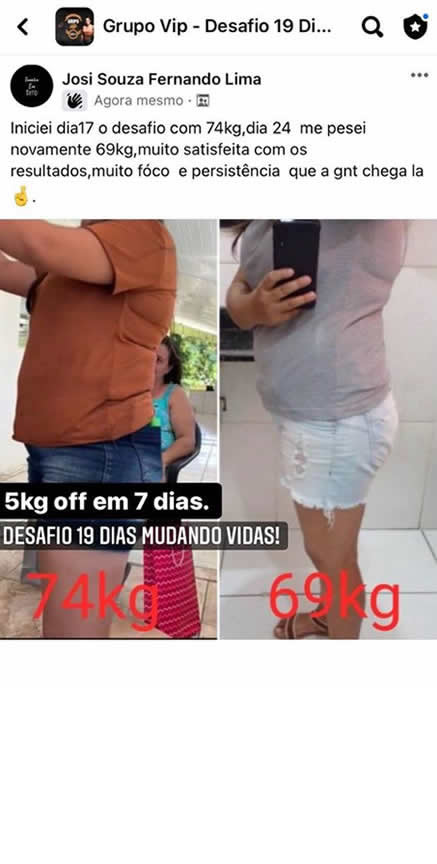 Grupo Vip - Desafio 19 Di...
Josi Souza Fernando Lima
Agora mesmo ·
Iniciei dia17 o desafio com 74kg,dia 24 me pesei
novamente 69kg,muito satisfeita com os
resultados,muito fóco e persistência que a gnt chega la
.
5kg off em 7 dias.
DESAFIO 19 DIAS MUDANDO VIDAS!
74kg
69kg